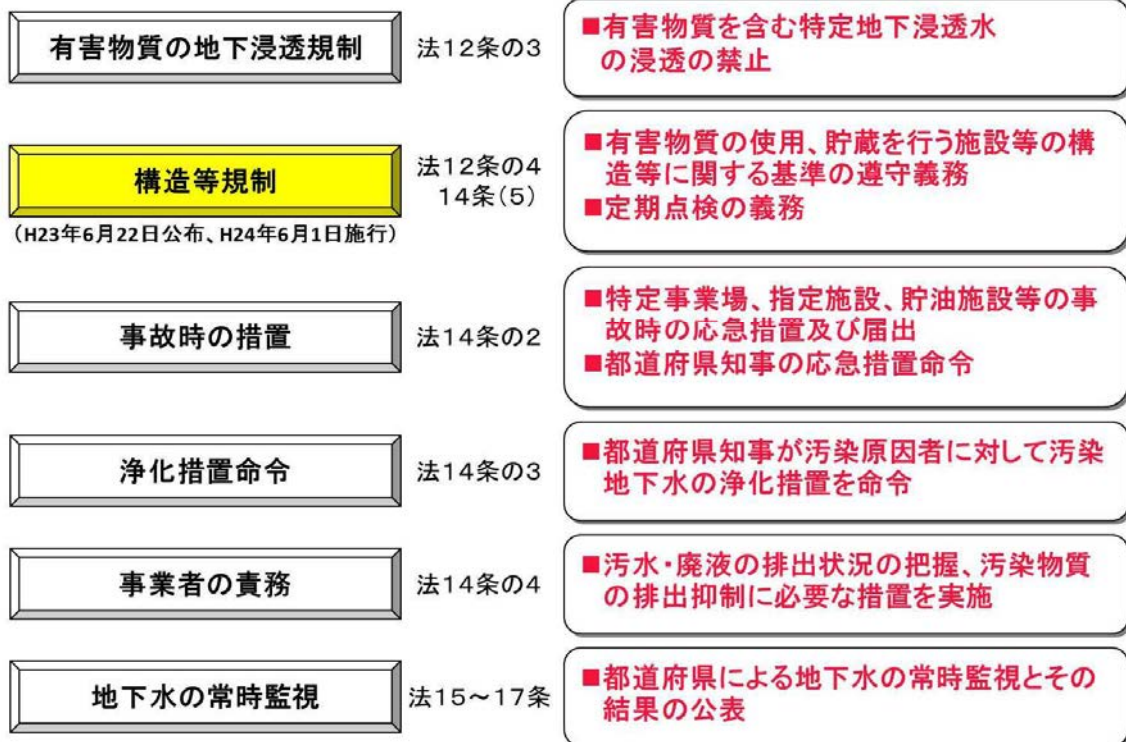 有害物質の地下浸透規制
法12条の3
■有害物質を含む特定地下浸透水
の浸透の禁止
構造等規制
(H23年6月22日公布、H24年6月1日施行)
法12条の4
14条(5)
■有害物質の使用、貯蔵を行う施設等の構
造等に関する基準の遵守義務
■定期点検の義務
事故時の措置
法14条の2
■特定事業場、指定施設、貯油施設等の事
故時の応急措置及び届出
■都道府県知事の応急措置命令
浄化措置命令
法14条の3
■都道府県知事が汚染原因者に対して汚染
地下水の浄化措置を命令
事業者の責務
法14条の4
■汚水・廃液の排出状況の把握、汚染物質
の排出抑制に必要な措置を実施
地下水の常時監視
法15～17条
■都道府県による地下水の常時監視とその
結果の公表